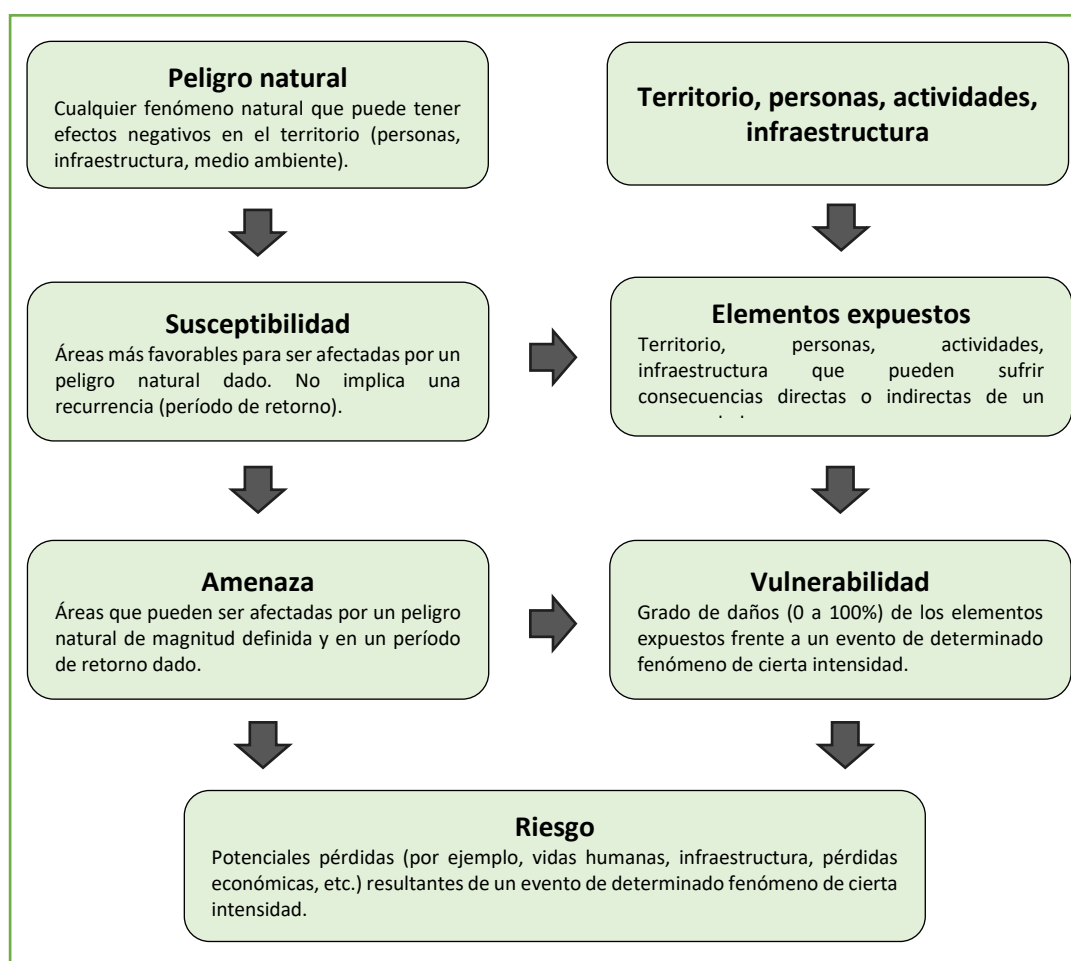 Peligro natural
Cualquier fenómeno natural que puede tener
efectos negativos en el territorio (personas,
infraestructura, medio ambiente).
Territorio, personas, actividades,
infraestructura
Susceptibilidad
Áreas más favorables para ser afectadas por un
peligro natural dado. No implica una
recurrencia (período de retorno).
Elementos expuestos
Territorio, personas, actividades,
infraestructura que pueden sufrir
consecuencias directas o indirectas de un
Amenaza
Áreas que pueden ser afectadas por un peligro
natural de magnitud definida y en un período
de retorno dado.
Vulnerabilidad
Grado de daños (0 a 100%) de los elementos
expuestos frente a un evento de determinado
fenómeno de cierta intensidad.
Riesgo
Potenciales pérdidas (por ejemplo, vidas humanas, infraestructura, pérdidas
económicas, etc.) resultantes de un evento de determinado fenómeno de cierta
intensidad.